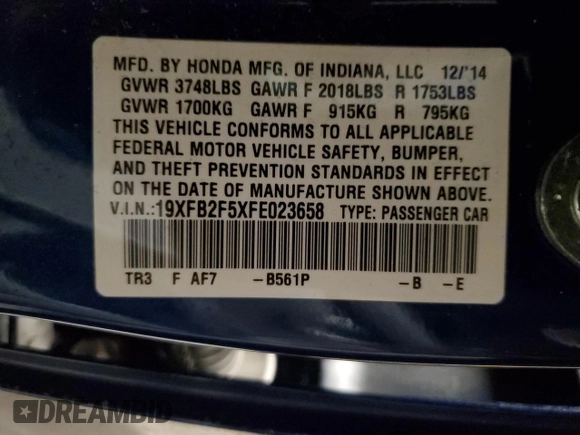 MFD. BY HONDA MFG. OF INDIANA, LLC 12/'14
GVWR 3748LBS GAWR F 2018LBS R 1753LBS
GVWR 1700KG GAWR F 915KG R 795KG
THIS VEHICLE CONFORMS TO ALL APPLICABLE
FEDERAL MOTOR VEHICLE SAFETY, BUMPER,
AND THEFT PREVENTION STANDARDS IN EFFECT
ON THE DATE OF MANUFACTURE SHOWN ABOVE.
V.I.N.:19XFB2F5XFE023658 TYPE: PASSENGER CAR
TR3 F AF7 -B561P -B -E
DREAMBID